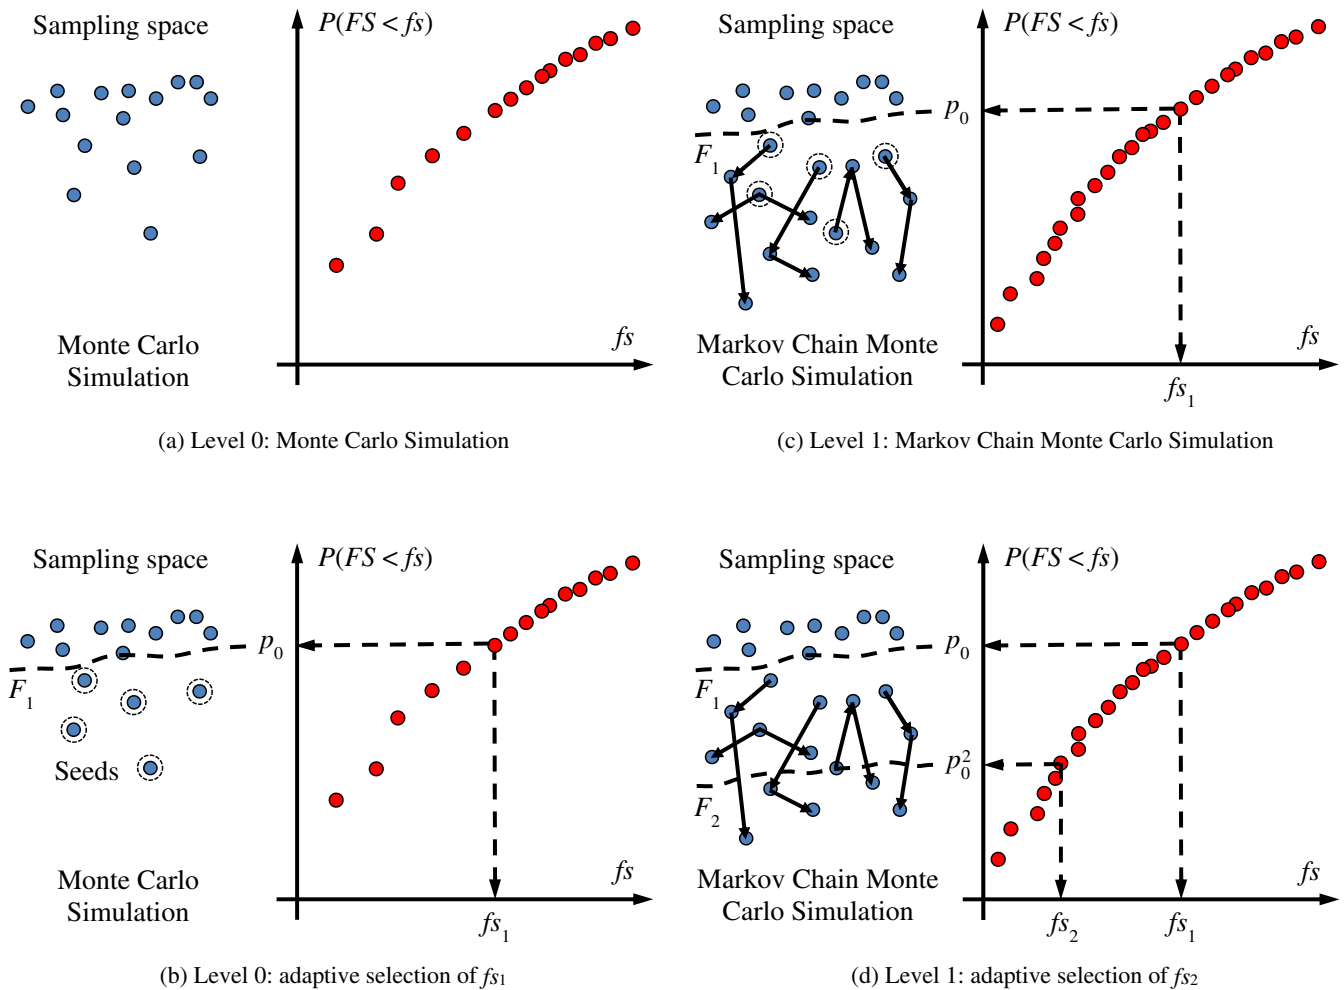 Sampling space
P(FS < fs)
Monte Carlo
Simulation
fs
(a) Level 0: Monte Carlo Simulation
Sampling space
P(FS < fs)
p0
F1
Markov Chain Monte
Carlo Simulation
fs
fs1
(c) Level 1: Markov Chain Monte Carlo Simulation
Sampling space
P(FS < fs)
p0
F1
Seeds
Monte Carlo
Simulation
fs
fs1
(b) Level 0: adaptive selection of fs1
Sampling space
P(FS < fs)
p0
F1
p0^2
F2
Markov Chain Monte
Carlo Simulation
fs
fs2 fs1
(d) Level 1: adaptive selection of fs2